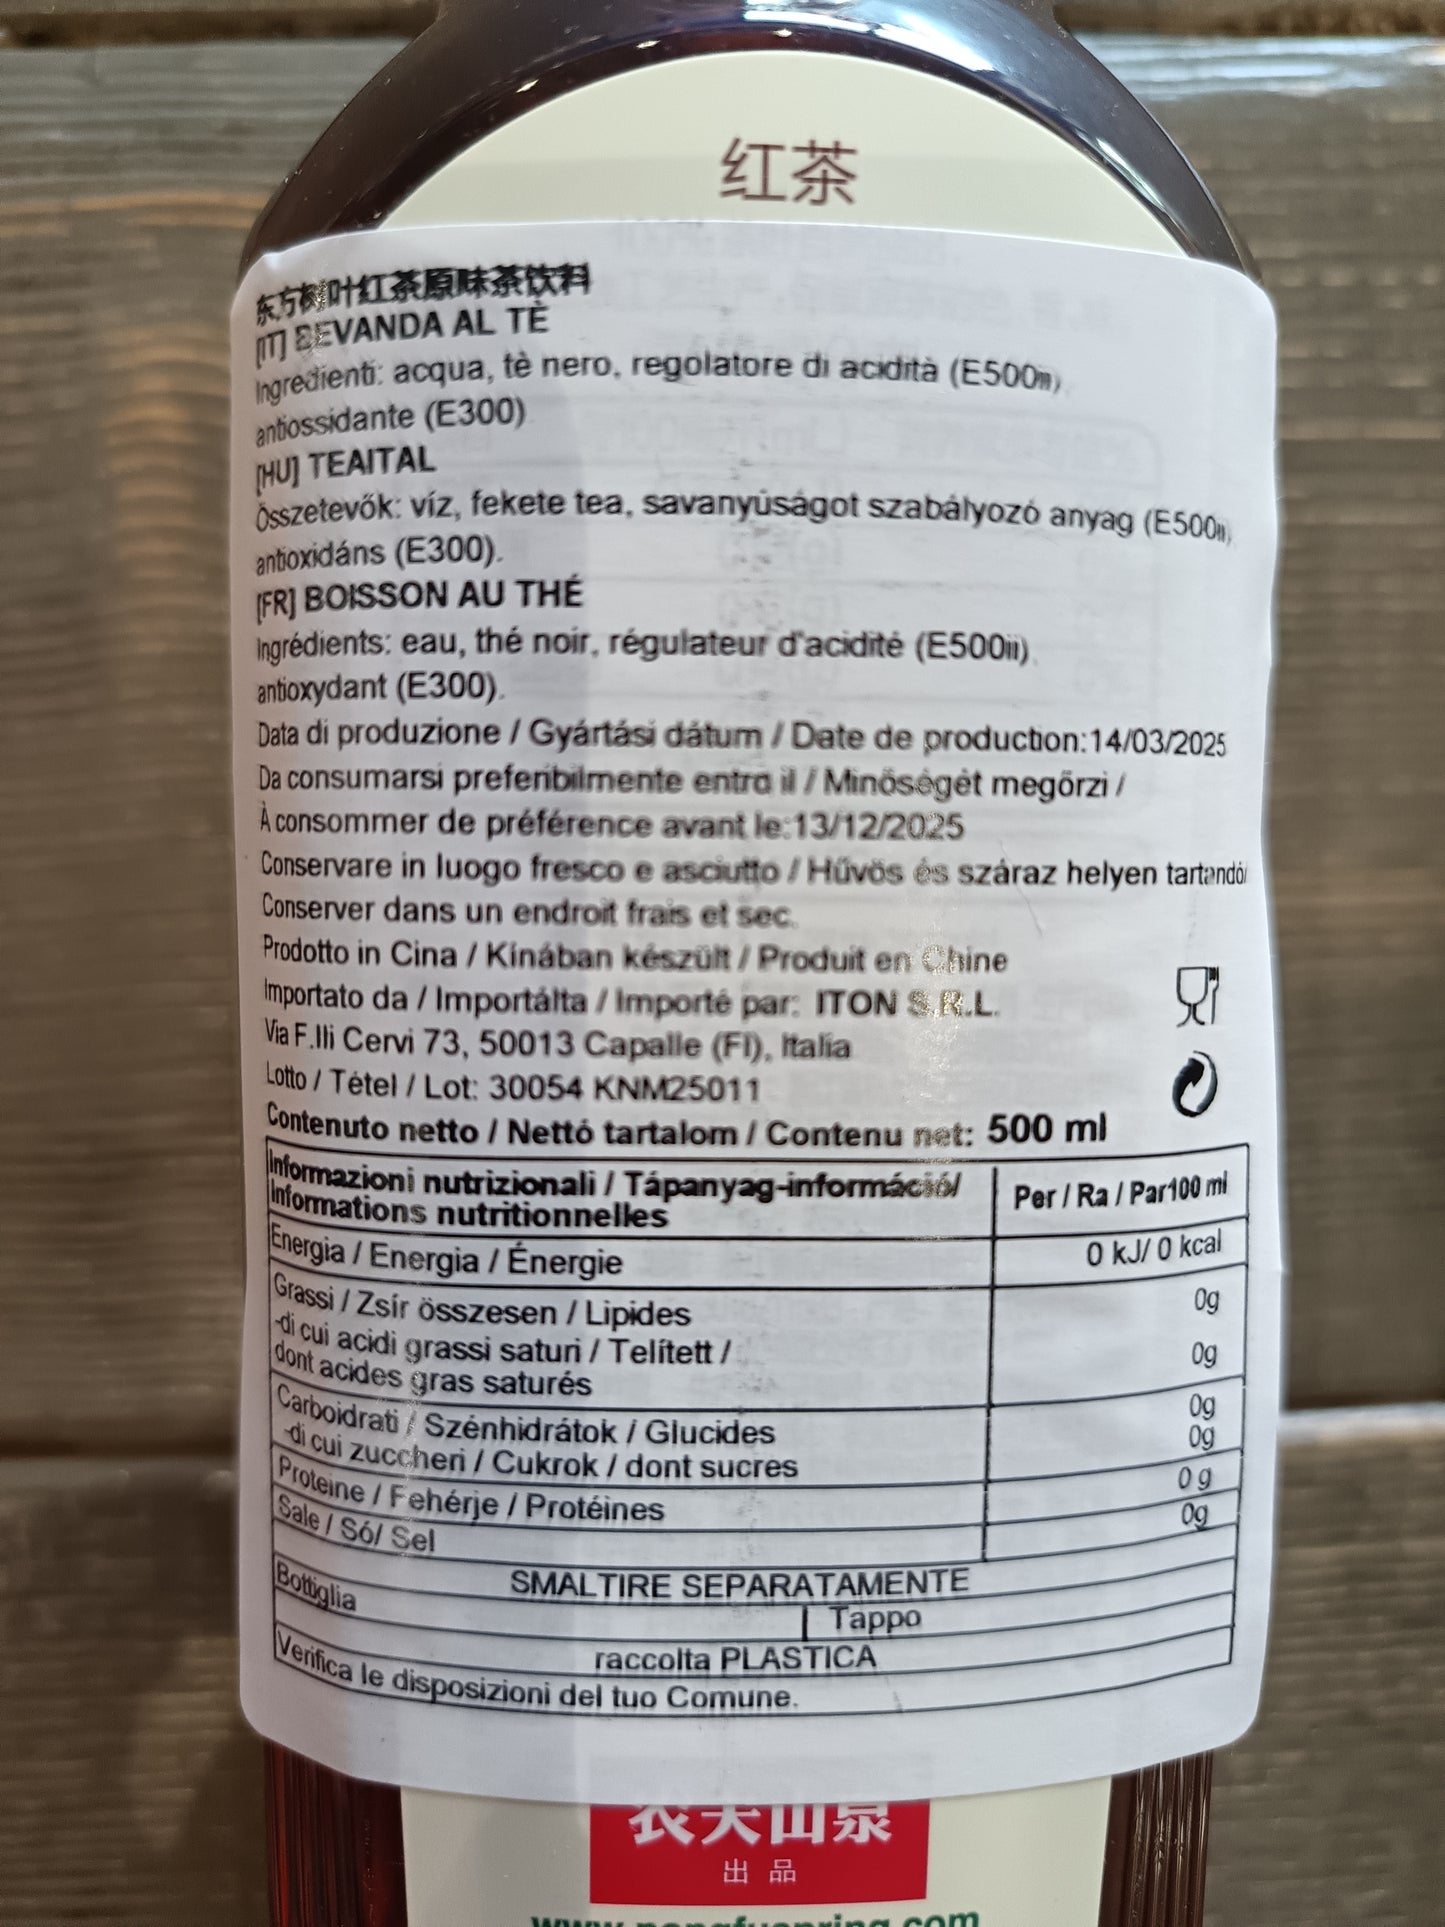 红茶
东方树叶红茶原味茶饮料
[IT] BEVANDA AL TÈ
Ingredienti: acqua, tè nero, regolatore di acidità (E500ii),
antiossidante (E300)
[HU] TEAITAL
Összetevők: víz, fekete tea, savanyúságot szabályozó anyag (E500ii),
antioxidáns (E300).
[FR] BOISSON AU THÉ
Ingrédients: eau, thé noir, régulateur d'acidité (E500ii),
antioxydant (E300).
Data di produzione / Gyártási dátum / Date de production:14/03/2025
Da consumarsi preferibilmente entro il / Minőségét megőrzi /
À consommer de préférence avant le:13/12/2025
Conservare in luogo fresco e asciutto / Hűvös és száraz helyen tartandó/
Conserver dans un endroit frais et sec.
Prodotto in Cina / Kínában készült / Produit en Chine
Importato da / Importálta / Importé par: ITON S.R.L.
Via F.lli Cervi 73, 50013 Capalle (FI), Italia
Lotto / Tétel / Lot: 30054 KNM25011
Contenuto netto / Nettó tartalom / Contenu net: 500 ml
Informazioni nutrizionali / Tápanyag-információ/
Informations nutritionnelles
Per / Ra / Par100 ml
Energia / Energia / Énergie 0 kJ/ 0 kcal
Grassi / Zsír összesen / Lipides 0g
-di cui acidi grassi saturi / Telített / 0g
dont acides gras saturés
Carboidrati / Szénhidrátok / Glucides 0g
-di cui zuccheri / Cukrok / dont sucres 0g
Proteine / Fehérje / Protéines 0 g
Sale / Só/ Sel 0g
SMALTIRE SEPARATAMENTE
Bottiglia Tappo
raccolta PLASTICA
Verifica le disposizioni del tuo Comune.
农夫山泉
出品
www.nongfuspring.com